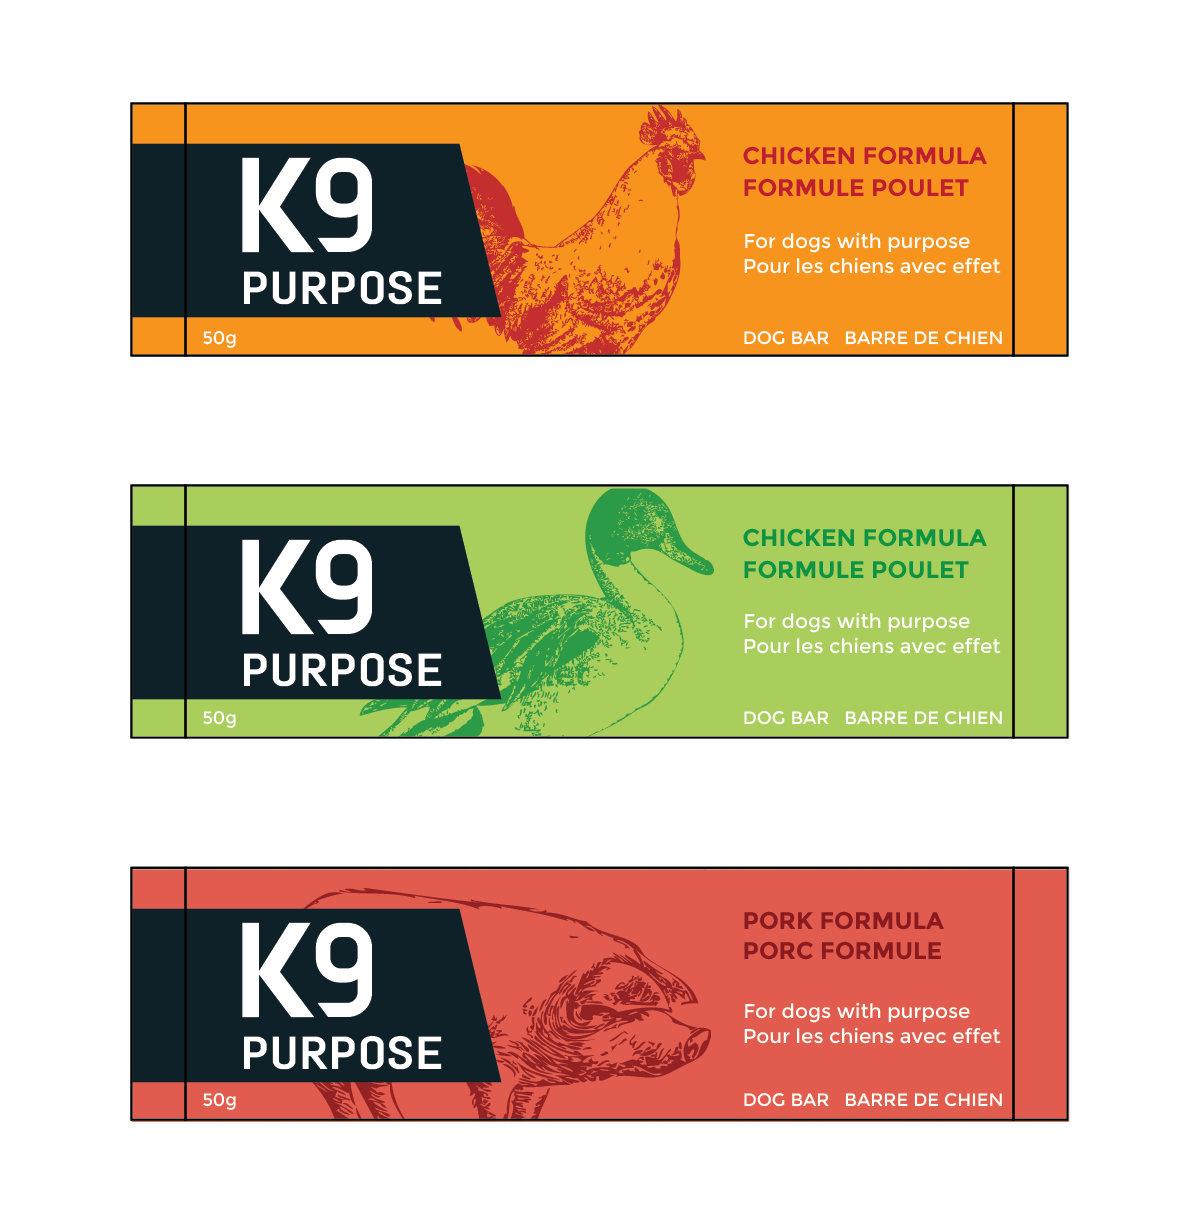 K9
PURPOSE
50g
CHICKEN FORMULA
FORMULE POULET
For dogs with purpose
Pour les chiens avec effet
DOG BAR BARRE DE CHIEN
K9
PURPOSE
50g
CHICKEN FORMULA
FORMULE POULET
For dogs with purpose
Pour les chiens avec effet
DOG BAR BARRE DE CHIEN
K9
PURPOSE
50g
PORK FORMULA
PORC FORMULE
For dogs with purpose
Pour les chiens avec effet
DOG BAR BARRE DE CHIEN